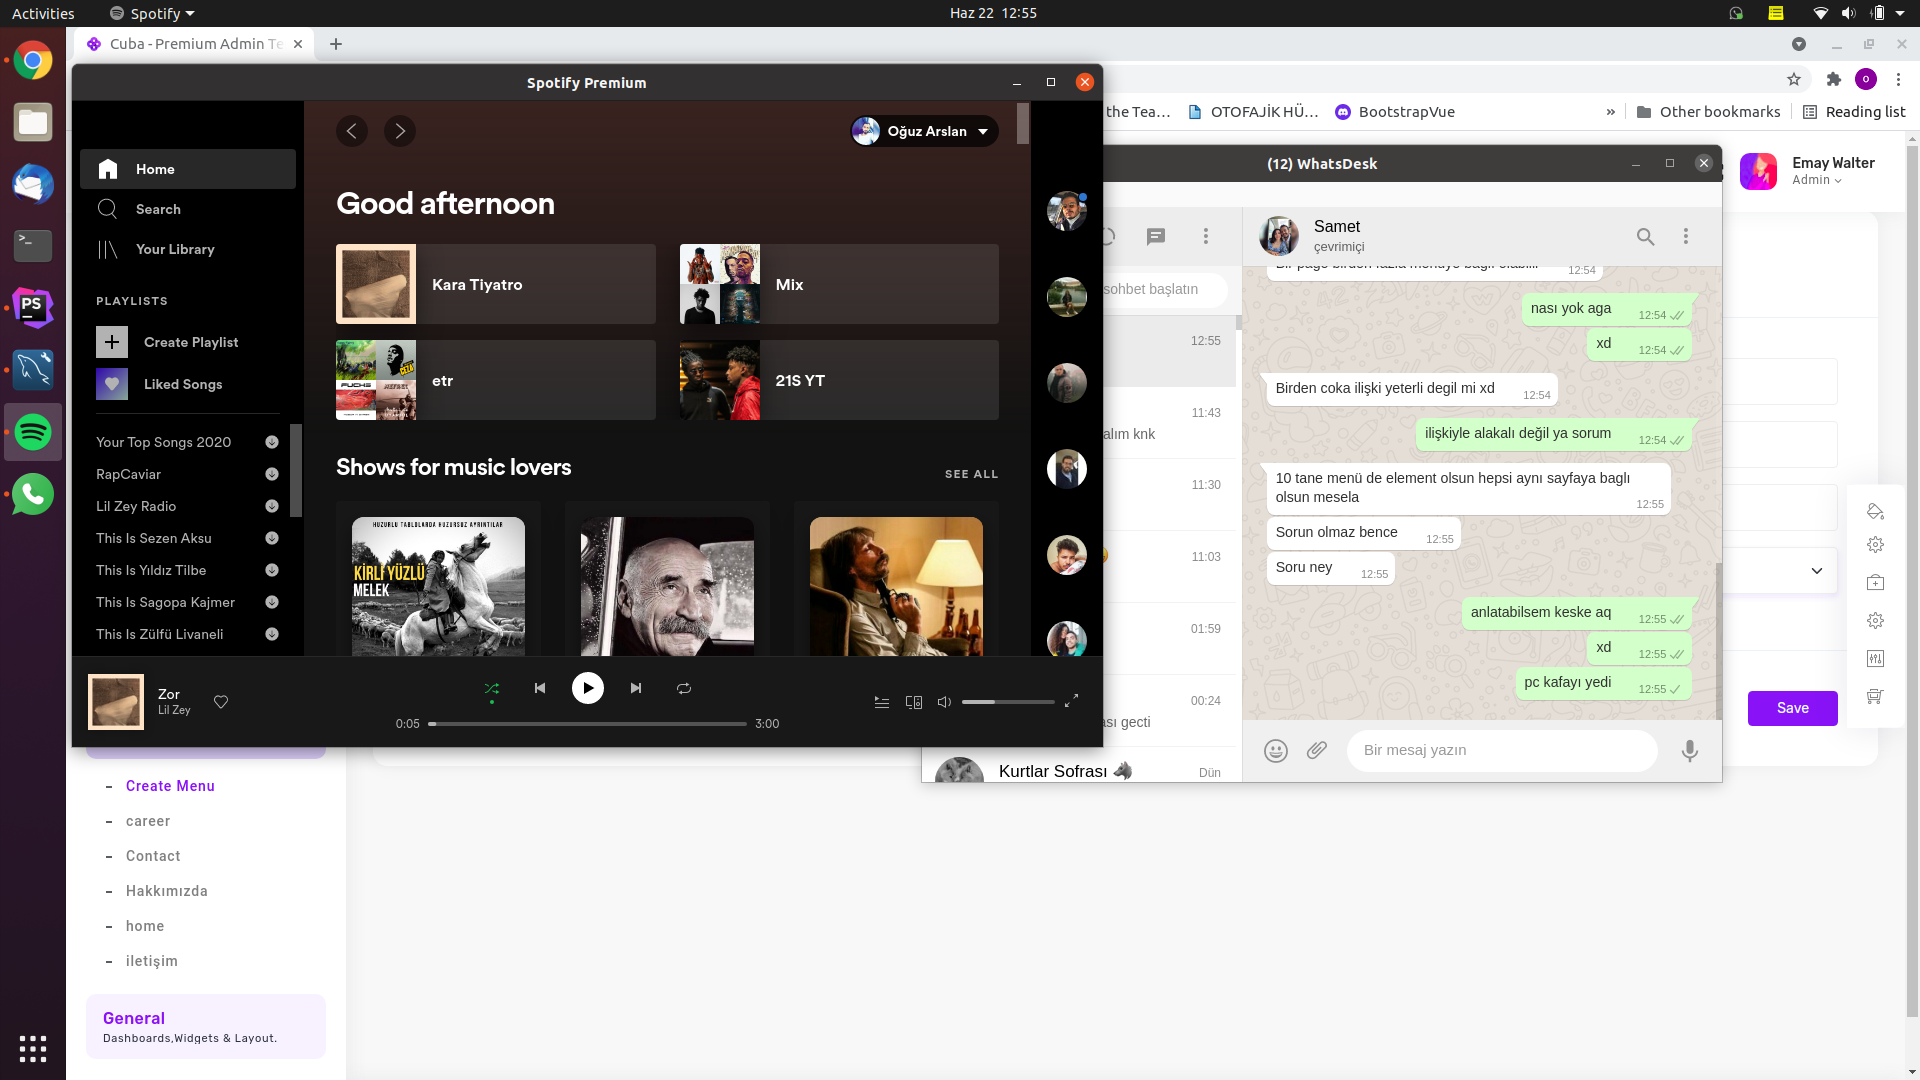 Activities
Spotify
Haz 22 12:55
Cuba - Premium Admin Te
the Tea…
OTOFAJİK HÜ…
BootstrapVue
»
Other bookmarks
Reading list
Emay Walter
Admin
Spotify Premium
Oğuz Arslan
Home
Search
Your Library
PLAYLISTS
Create Playlist
Liked Songs
Your Top Songs 2020
RapCaviar
Lil Zey Radio
This Is Sezen Aksu
This Is Yıldız Tilbe
This Is Sagopa Kajmer
This Is Zülfü Livaneli
Good afternoon
Kara Tiyatro
Mix
etr
21S YT
Shows for music lovers
SEE ALL
HUZURLU TABLOLARDA HUZURSUZ AYRINTILAR
KİRLİ YÜZLÜ
MELEK
Zor
Lil Zey
0:05
3:00
(12) WhatsDesk
sohbet başlatın
12:55
11:43
alım knk
11:30
11:03
01:59
00:24
ası gecti
Kurtlar Sofrası
Dün
Samet
çevrimiçi
Bir page birden fazla menüye bağlı olabilir
12:54
nası yok aga 12:54
xd 12:54
Birden coka ilişki yeterli degil mi xd 12:54
ilişkiyle alakalı değil ya sorum 12:54
10 tane menü de element olsun hepsi aynı sayfaya baglı
olsun mesela 12:55
Sorun olmaz bence 12:55
Soru ney 12:55
anlatabilsem keske aq 12:55
xd 12:55
pc kafayı yedi 12:55
Bir mesaj yazın
Save
Create Menu
career
Contact
Hakkımızda
home
iletişim
General
Dashboards,Widgets & Layout.
PS